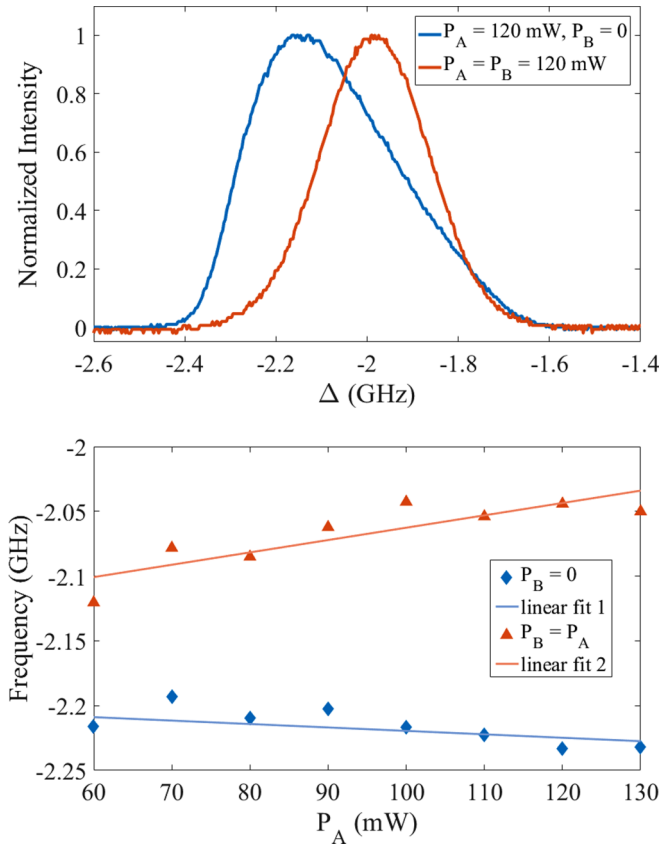 1
0.8
0.6
0.4
0.2
0
Normalized Intensity
P_A = 120 mW, P_B = 0
P_A = P_B = 120 mW
-2.6 -2.4 -2.2 -2 -1.8 -1.6 -1.4
Δ (GHz)
-2
-2.05
-2.1
-2.15
-2.2
-2.25
Frequency (GHz)
P_B = 0
linear fit 1
P_B = P_A
linear fit 2
60 70 80 90 100 110 120 130
P_A (mW)